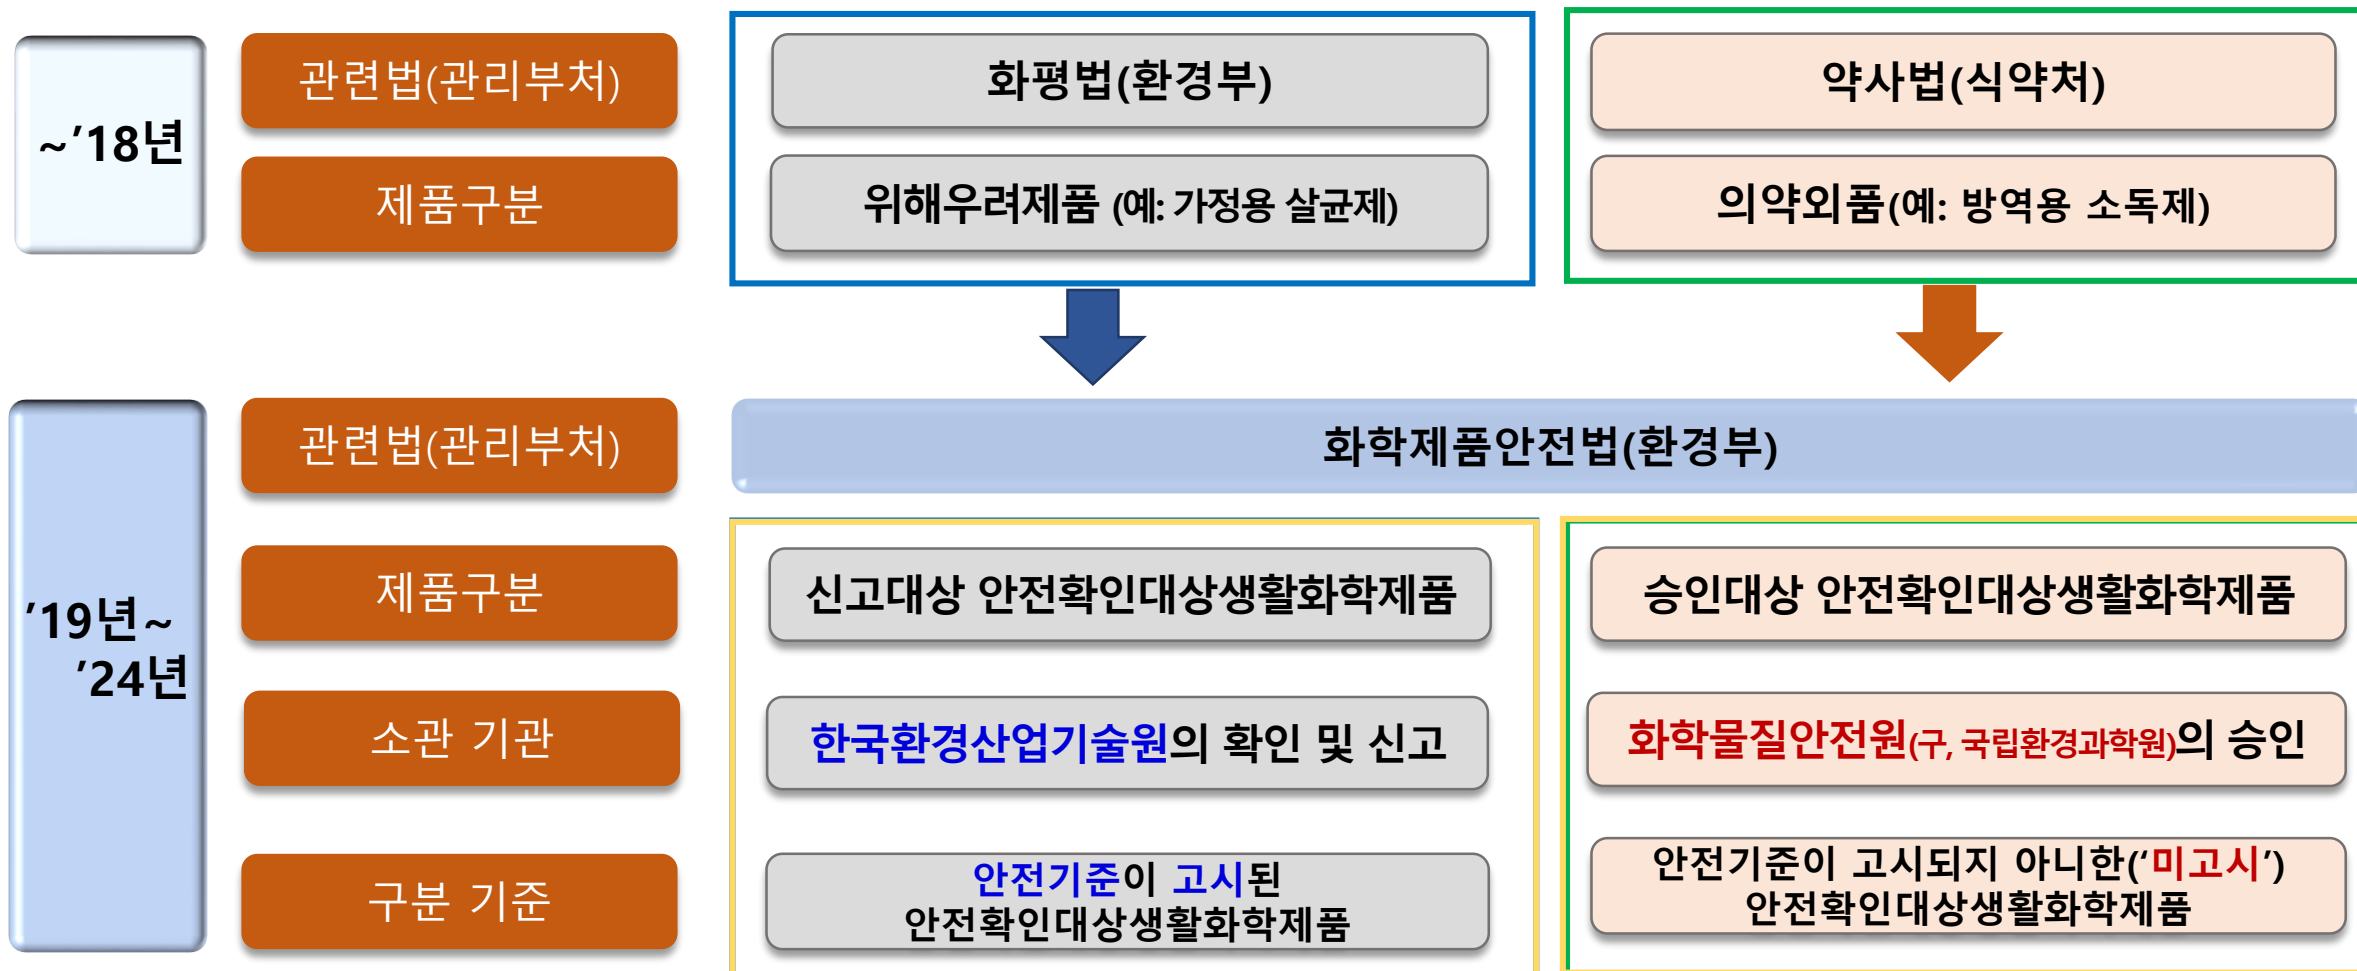 ~’18년
관련법(관리부처)
화평법(환경부)
약사법(식약처)
제품구분
위해우려제품 (예: 가정용 살균제)
의약외품(예: 방역용 소독제)
’19년~
’24년
관련법(관리부처)
화학제품안전법(환경부)
제품구분
신고대상 안전확인대상생활화학제품
승인대상 안전확인대상생활화학제품
소관 기관
한국환경산업기술원의 확인 및 신고
화학물질안전원(구, 국립환경과학원)의 승인
구분 기준
안전기준이 고시된
안전확인대상생활화학제품
안전기준이 고시되지 아니한(‘미고시’)
안전확인대상생활화학제품